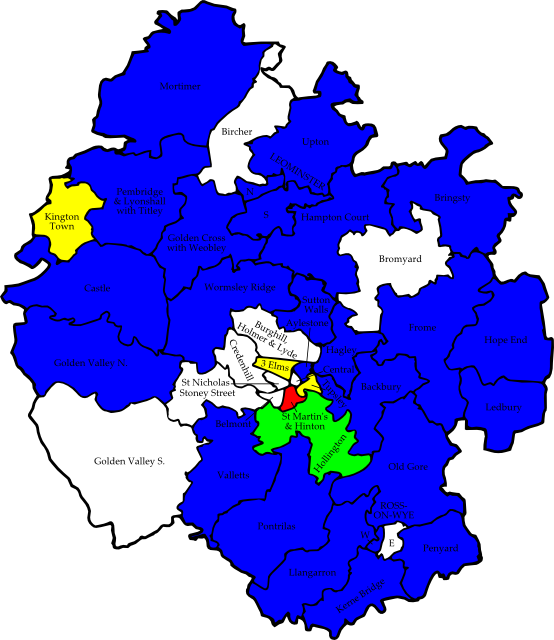 Mortimer
Bircher
Upton
LEOMINSTER
N
S
Pembridge
& Lyonshall
with Titley
Kington
Town
Golden Cross
with Weobley
Hampton Court
Bringsty
Bromyard
Castle
Wormsley Ridge
Sutton
Walls
Frome
Hope End
Burghill,
Holmer & Lyde
Credenhill
3 Elms
Hagley
Central
Tupsley
Golden Valley N.
St Nicholas
Stoney Street
Backbury
Ledbury
St Martin's
& Hinton
Belmont
Hollington
Golden Valley S.
Valletts
Old Gore
Pontrilas
ROSS-
ON-WYE
W
E
Penyard
Llangarron
Kerne Bridge